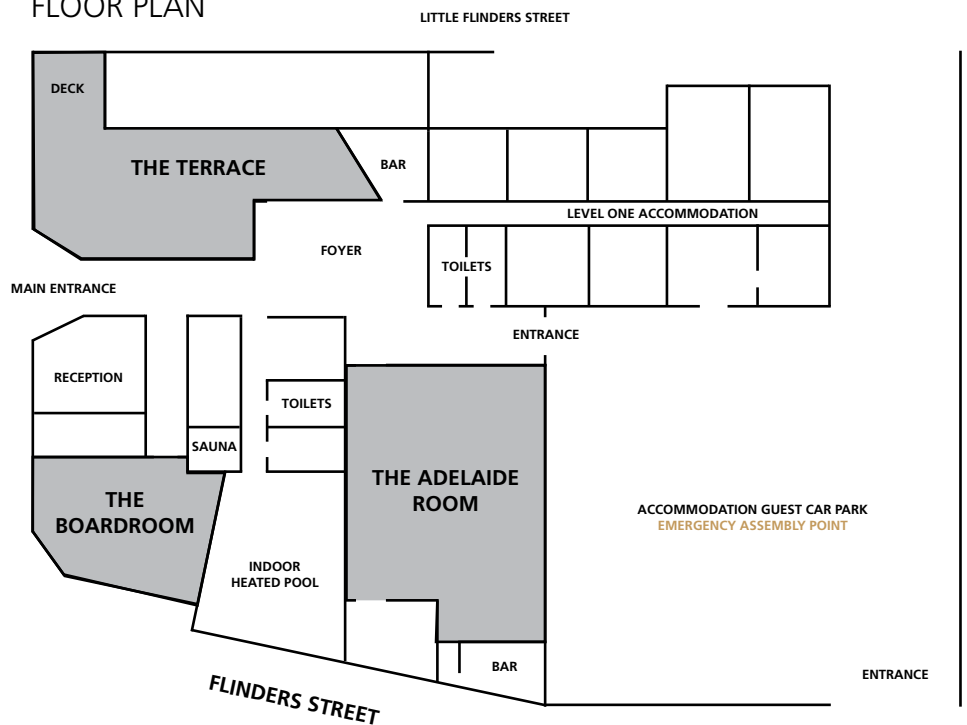 FLOOR PLAN
LITTLE FLINDERS STREET
DECK
THE TERRACE
BAR
LEVEL ONE ACCOMMODATION
FOYER
TOILETS
MAIN ENTRANCE
ENTRANCE
RECEPTION
TOILETS
SAUNA
THE ADELAIDE
ROOM
THE
BOARDROOM
ACCOMMODATION GUEST CAR PARK
EMERGENCY ASSEMBLY POINT
INDOOR
HEATED POOL
BAR
ENTRANCE
FLINDERS STREET